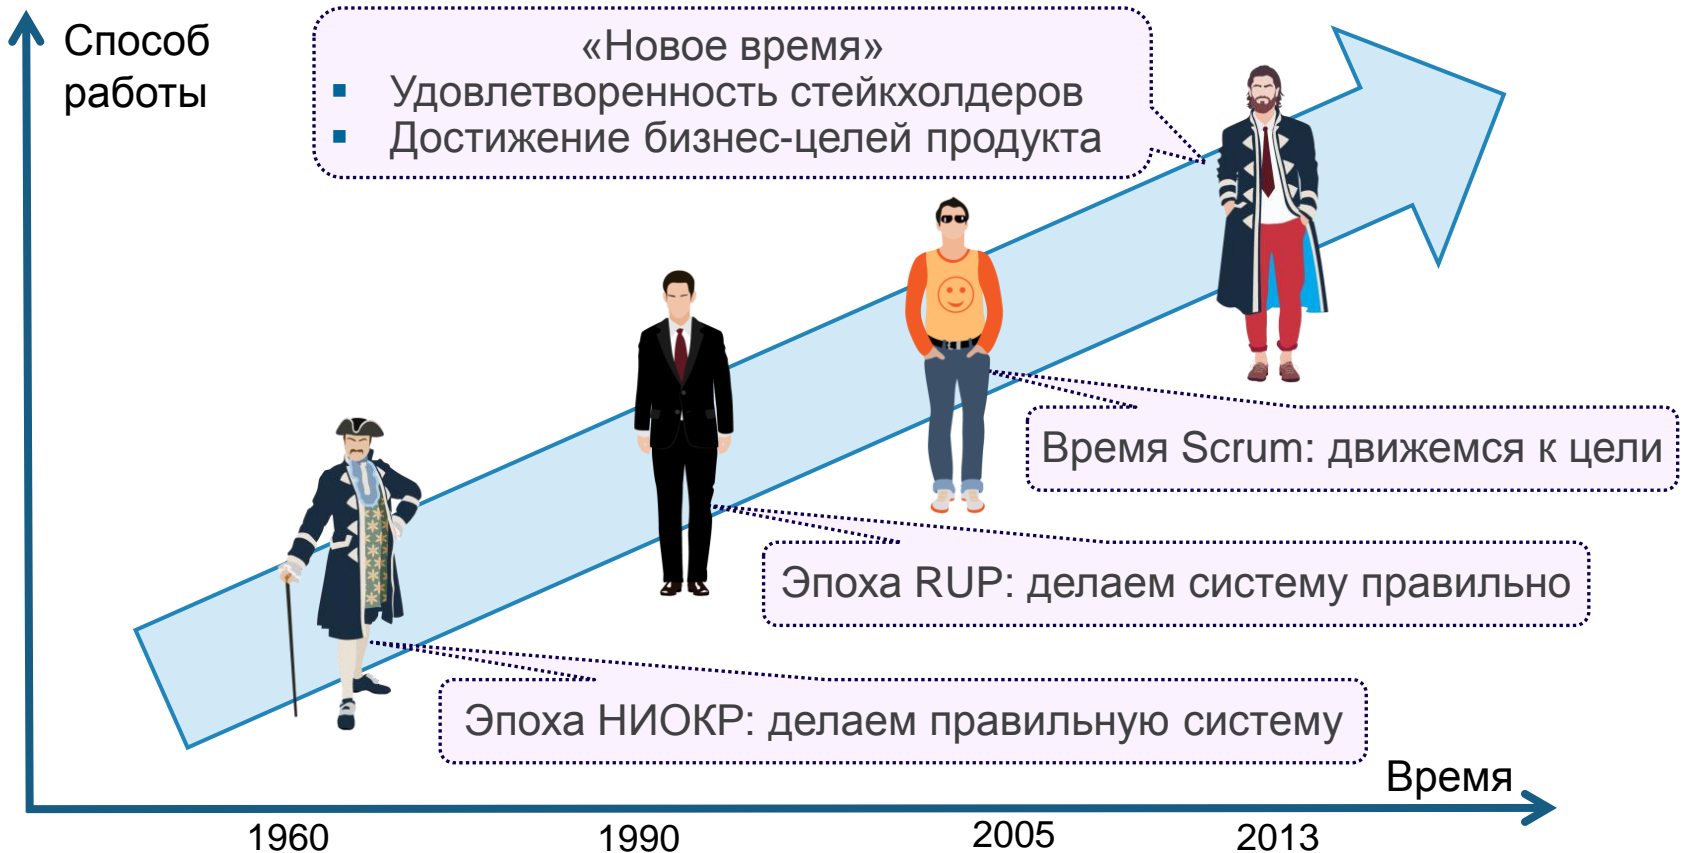 Способ
работы
«Новое время»
▪ Удовлетворенность стейкхолдеров
▪ Достижение бизнес-целей продукта
Время Scrum: движемся к цели
Эпоха RUP: делаем систему правильно
Эпоха НИОКР: делаем правильную систему
Время
1960
1990
2005
2013